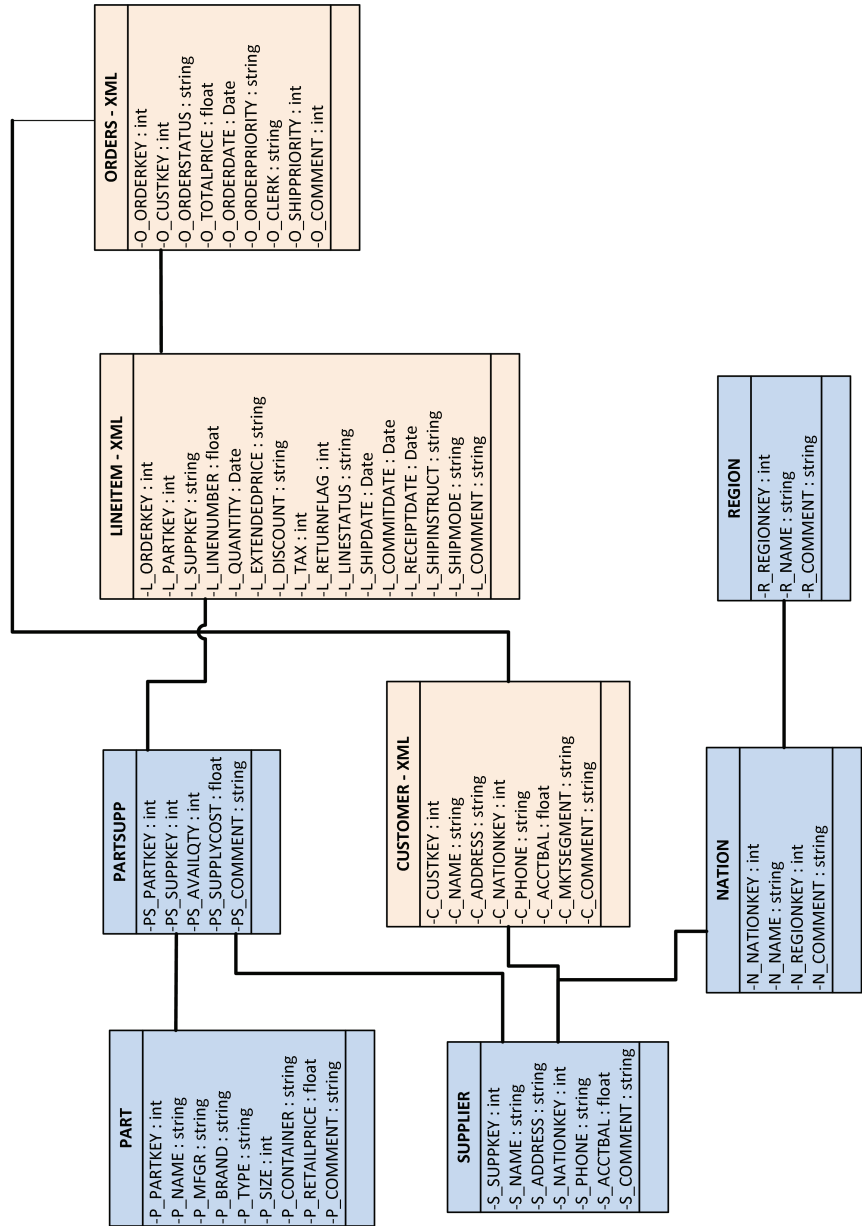 PART
-P_PARTKEY : int
-P_NAME : string
-P_MFGR : string
-P_BRAND : string
-P_TYPE : string
-P_SIZE : int
-P_CONTAINER : string
-P_RETAILPRICE : float
-P_COMMENT : string
PARTSUPP
-PS_PARTKEY : int
-PS_SUPPKEY : int
-PS_AVAILQTY : int
-PS_SUPPLYCOST : float
-PS_COMMENT : string
LINEITEM - XML
-L_ORDERKEY : int
-L_PARTKEY : int
-L_SUPPKEY : string
-L_LINENUMBER : float
-L_QUANTITY : Date
-L_EXTENDEDPRICE : string
-L_DISCOUNT : string
-L_TAX : int
-L_RETURNFLAG : int
-L_LINESTATUS : string
-L_SHIPDATE : Date
-L_COMMITDATE : Date
-L_RECEIPTDATE : Date
-L_SHIPINSTRUCT : string
-L_SHIPMODE : string
-L_COMMENT : string
ORDERS - XML
-O_ORDERKEY : int
-O_CUSTKEY : int
-O_ORDERSTATUS : string
-O_TOTALPRICE : float
-O_ORDERDATE : Date
-O_ORDERPRIORITY : string
-O_CLERK : string
-O_SHIPPRIORITY : int
-O_COMMENT : int
SUPPLIER
-S_SUPPKEY : int
-S_NAME : string
-S_ADDRESS : string
-S_NATIONKEY : int
-S_PHONE : string
-S_ACCTBAL : float
-S_COMMENT : string
CUSTOMER - XML
-C_CUSTKEY : int
-C_NAME : string
-C_ADDRESS : string
-C_NATIONKEY : int
-C_PHONE : string
-C_ACCTBAL : float
-C_MKTSEGMENT : string
-C_COMMENT : string
NATION
-N_NATIONKEY : int
-N_NAME : string
-N_REGIONKEY : int
-N_COMMENT : string
REGION
-R_REGIONKEY : int
-R_NAME : string
-R_COMMENT : string